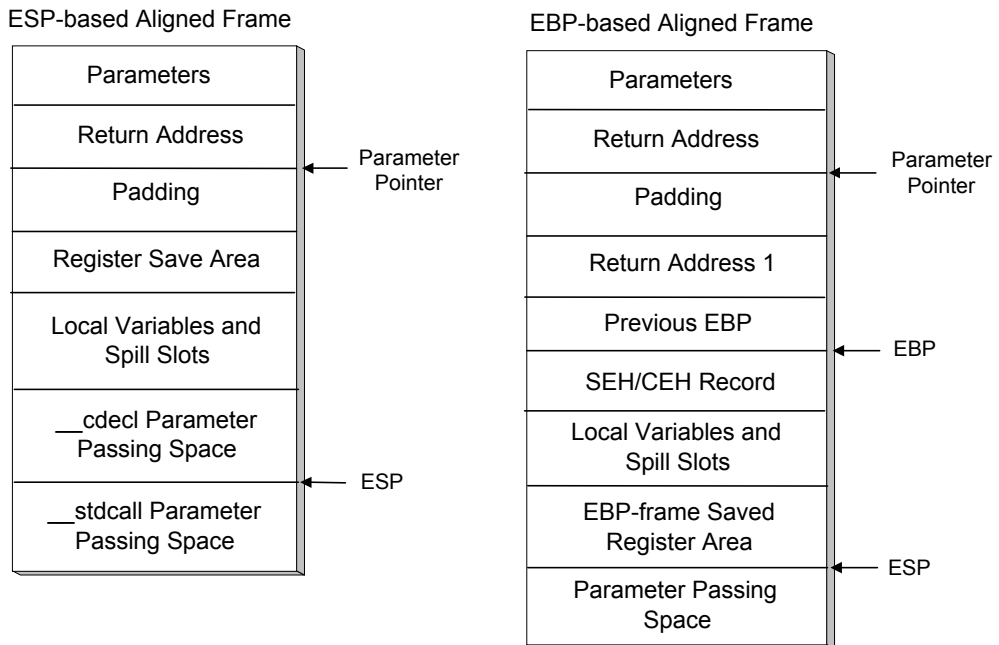 ESP-based Aligned Frame
Parameters
Return Address
Parameter
Pointer
Padding
Register Save Area
Local Variables and
Spill Slots
__cdecl Parameter
Passing Space
ESP
__stdcall Parameter
Passing Space
EBP-based Aligned Frame
Parameters
Return Address
Parameter
Pointer
Padding
Return Address 1
Previous EBP
EBP
SEH/CEH Record
Local Variables and
Spill Slots
EBP-frame Saved
Register Area
ESP
Parameter Passing
Space